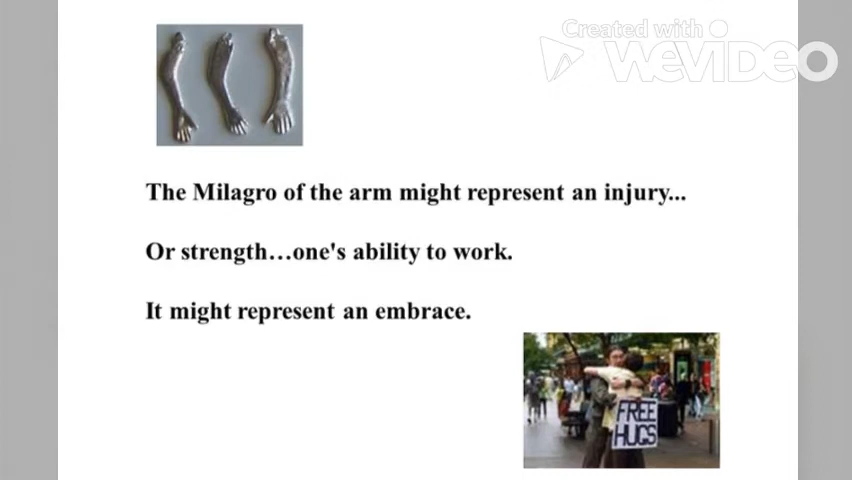 Created with
WeVideo
The Milagro of the arm might represent an injury...
Or strength…one's ability to work.
It might represent an embrace.
FREE
HUGS